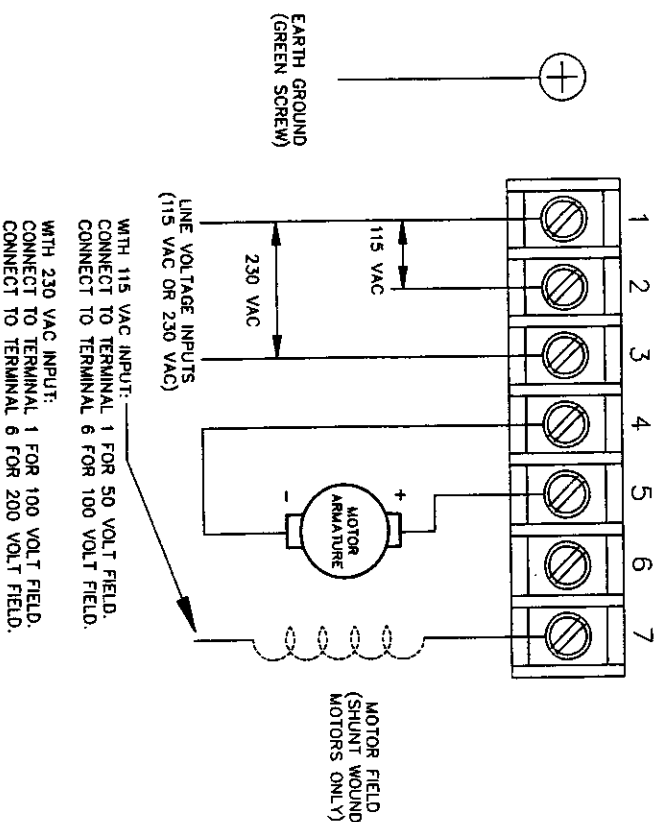 1 2 3 4 5 6 7
EARTH GROUND
(GREEN SCREW)
115 VAC
230 VAC
LINE VOLTAGE INPUTS
(115 VAC OR 230 VAC)
+
MOTOR
ARMATURE
-
MOTOR FIELD
(SHUNT WOUND
MOTORS ONLY)
WITH 115 VAC INPUT:
CONNECT TO TERMINAL 1 FOR 50 VOLT FIELD.
CONNECT TO TERMINAL 6 FOR 100 VOLT FIELD.
WITH 230 VAC INPUT:
CONNECT TO TERMINAL 1 FOR 100 VOLT FIELD.
CONNECT TO TERMINAL 6 FOR 200 VOLT FIELD.